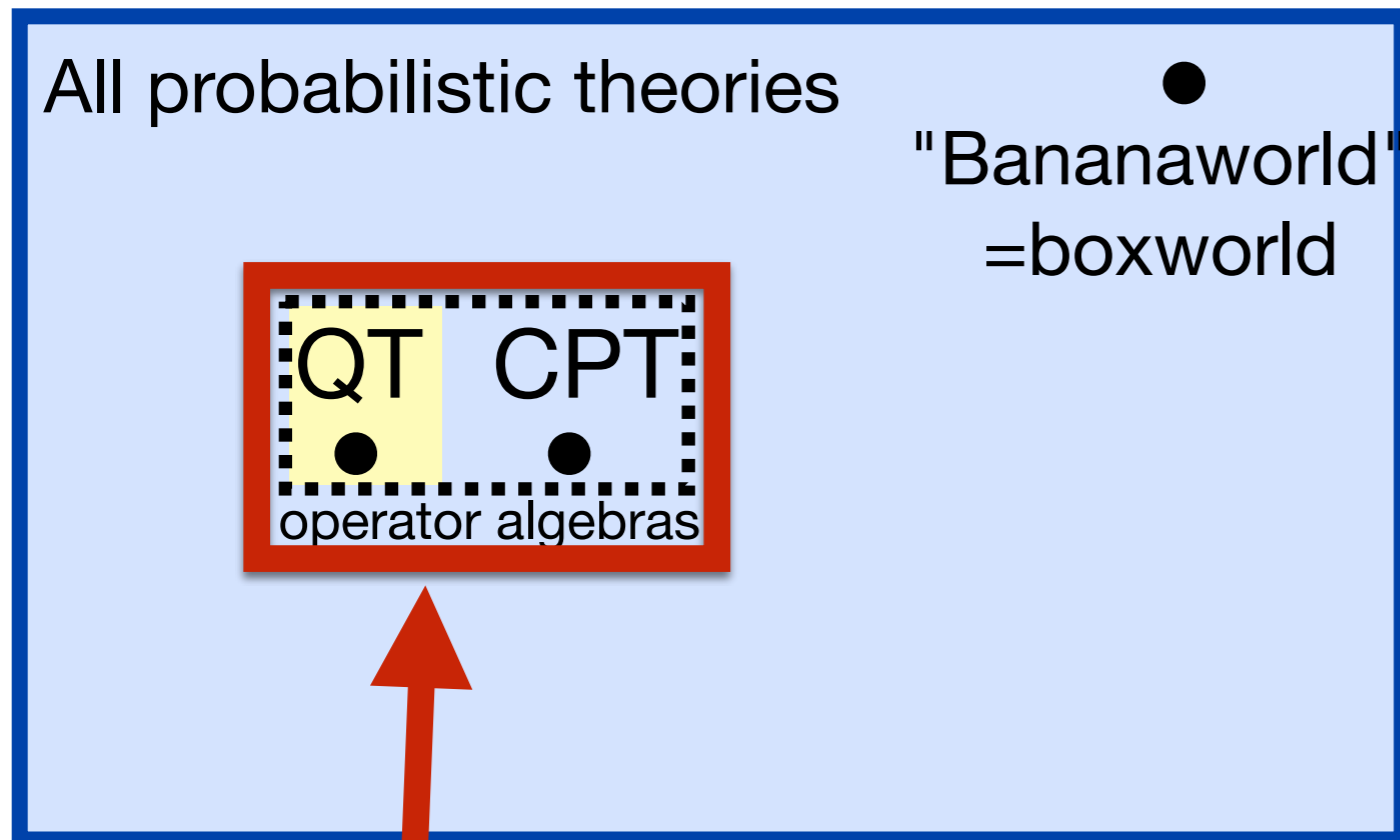 All probabilistic theories
"Bananaworld"
=boxworld
QT CPT
operator algebras